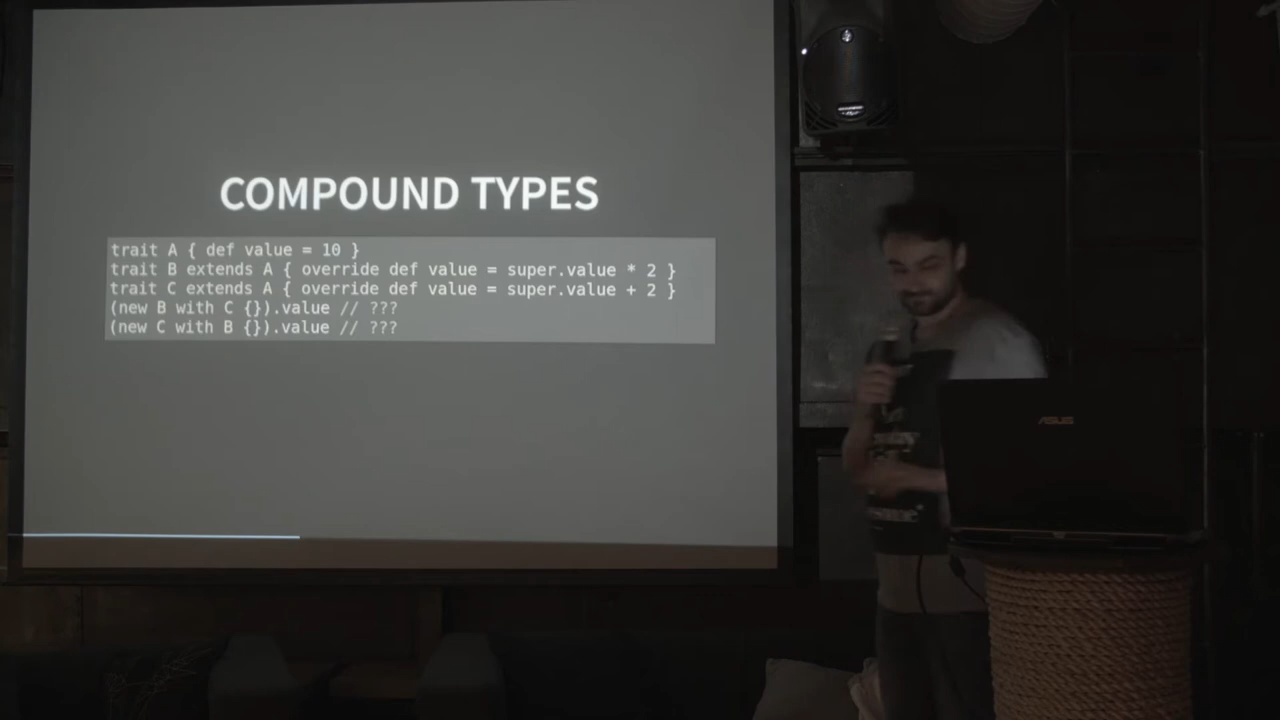 COMPOUND TYPES
trait A { def value = 10 }
trait B extends A { override def value = super.value * 2 }
trait C extends A { override def value = super.value + 2 }
(new B with C {}).value // ???
(new C with B {}).value // ???
ASUS